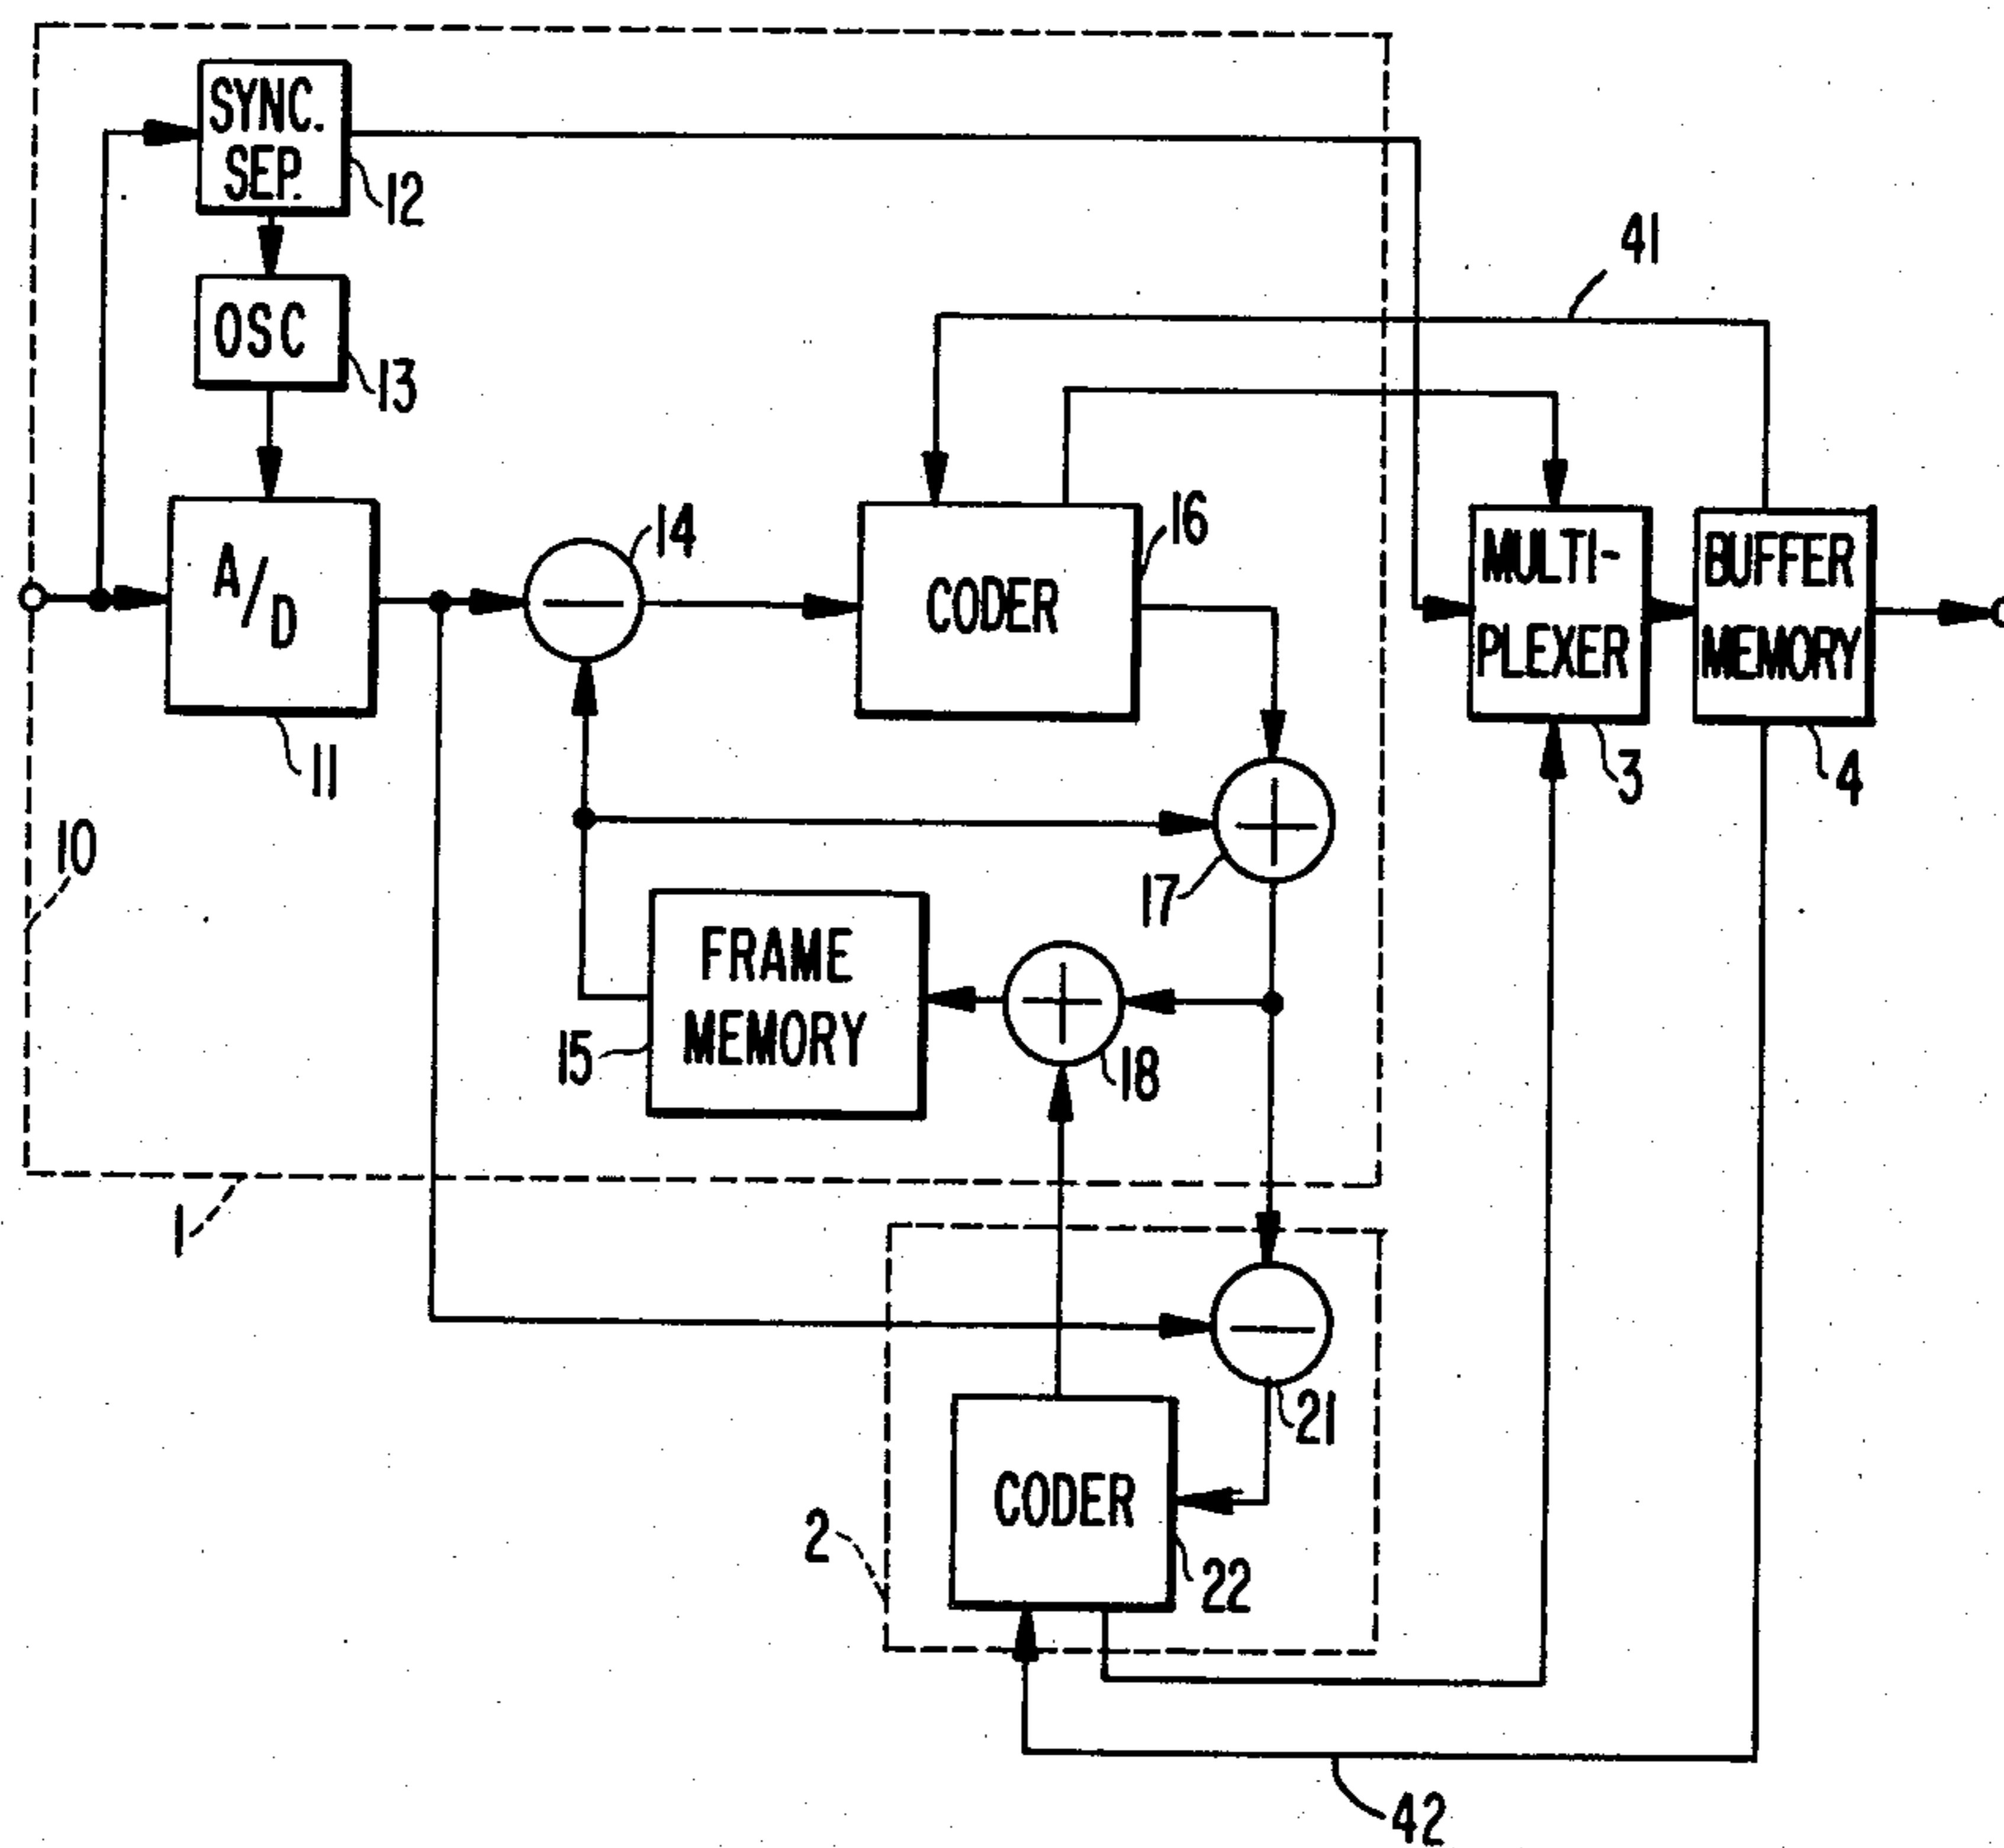 SYNC.
SEP.
12
41
OSC
13
14
16
A/D
CODER
MULTI-
PLEXER
BUFFER
MEMORY
11
3
4
10
17
FRAME
MEMORY
15
18
1
21
CODER
2
22
42